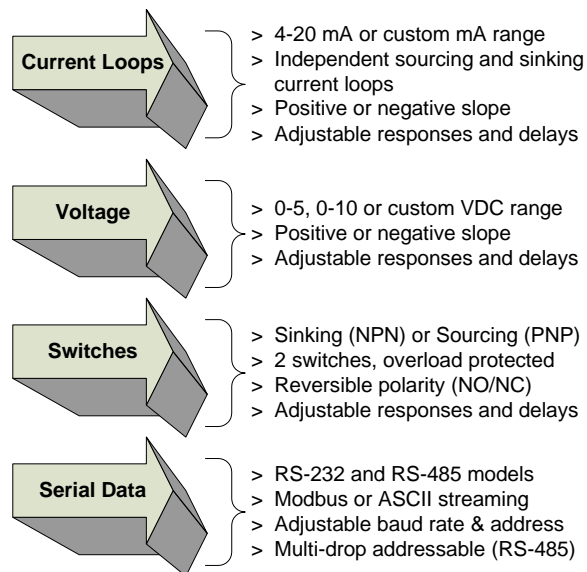 Current Loops
> 4-20 mA or custom mA range
> Independent sourcing and sinking
current loops
> Positive or negative slope
> Adjustable responses and delays
Voltage
> 0-5, 0-10 or custom VDC range
> Positive or negative slope
> Adjustable responses and delays
Switches
> Sinking (NPN) or Sourcing (PNP)
> 2 switches, overload protected
> Reversible polarity (NO/NC)
> Adjustable responses and delays
Serial Data
> RS-232 and RS-485 models
> Modbus or ASCII streaming
> Adjustable baud rate & address
> Multi-drop addressable (RS-485)